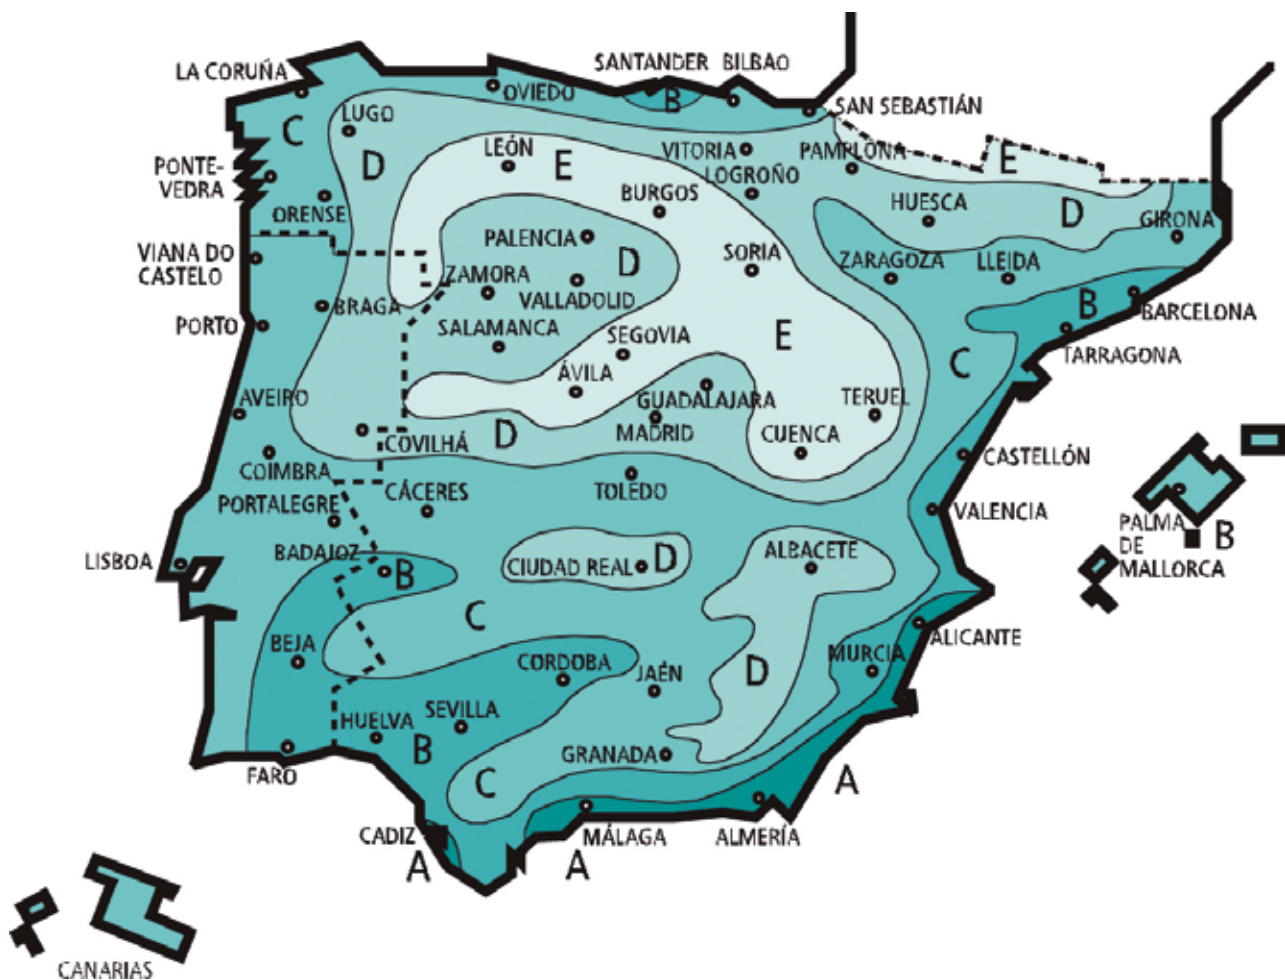 SANTANDER
BILBAO
LA CORUÑA
OVIEDO
B
SAN SEBASTIÁN
C
LUGO
LEÓN
VITORIA
PAMPLONA
E
PONTE-
VEDRA
D
E
LOGROÑO
BURGOS
HUESCA
D
GIRONA
ORENSE
VIANA DO
CASTELO
PALENCIA
D
SORIA
ZARAGOZA
LLEIDA
ZAMORA
VALLADOLID
B
BARCELONA
BRAGA
PORTO
SALAMANCA
SEGOVIA
E
C
TARRAGONA
ÁVILA
AVEIRO
GUADALAJARA
TERUEL
COVILHÁ
D
MADRID
CUENCA
COIMBRA
CASTELLÓN
PORTALEGRE
CÁCERES
TOLEDO
VALENCIA
PALMA
DE
MALLORCA
B
LISBOA
BADAJOZ
B
CIUDAD REAL
D
ALBACETE
C
ALICANTE
BEJA
CORDOBA
JAÉN
D
MURCIA
HUELVA
SEVILLA
B
GRANADA
FARO
C
A
CADIZ
A
A
MÁLAGA
ALMERÍA
CANARIAS